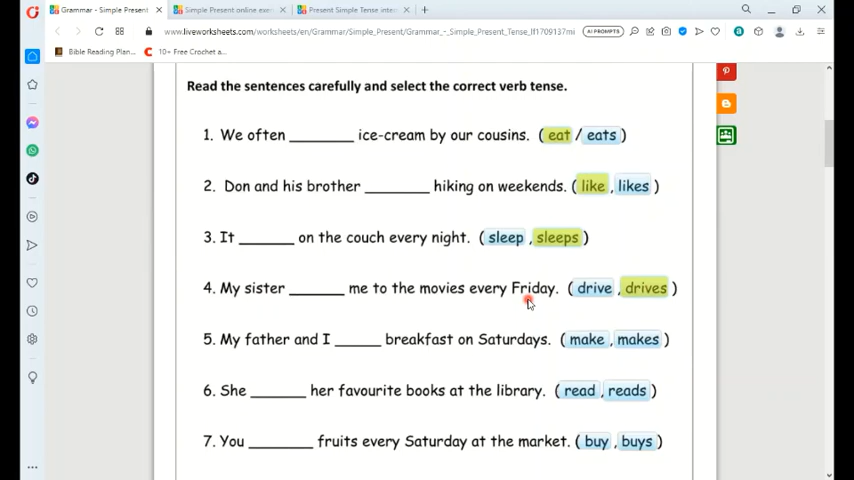 Grammar - Simple Present
Simple Present online exer
Present Simple Tense inte
www.liveworksheets.com/worksheets/en/Grammar/Simple_Present/Grammar_-_Simple_Present_Tense_lf1709137mi
AI PROMPTS
Bible Reading Plan...
10+ Free Crochet a...
Read the sentences carefully and select the correct verb tense.
1. We often ________ ice-cream by our cousins. ( eat / eats )
2. Don and his brother ________ hiking on weekends. ( like , likes )
3. It _______ on the couch every night. ( sleep , sleeps )
4. My sister _______ me to the movies every Friday. ( drive , drives )
5. My father and I ______ breakfast on Saturdays. ( make , makes )
6. She _______ her favourite books at the library. ( read , reads )
7. You ________ fruits every Saturday at the market. ( buy , buys )